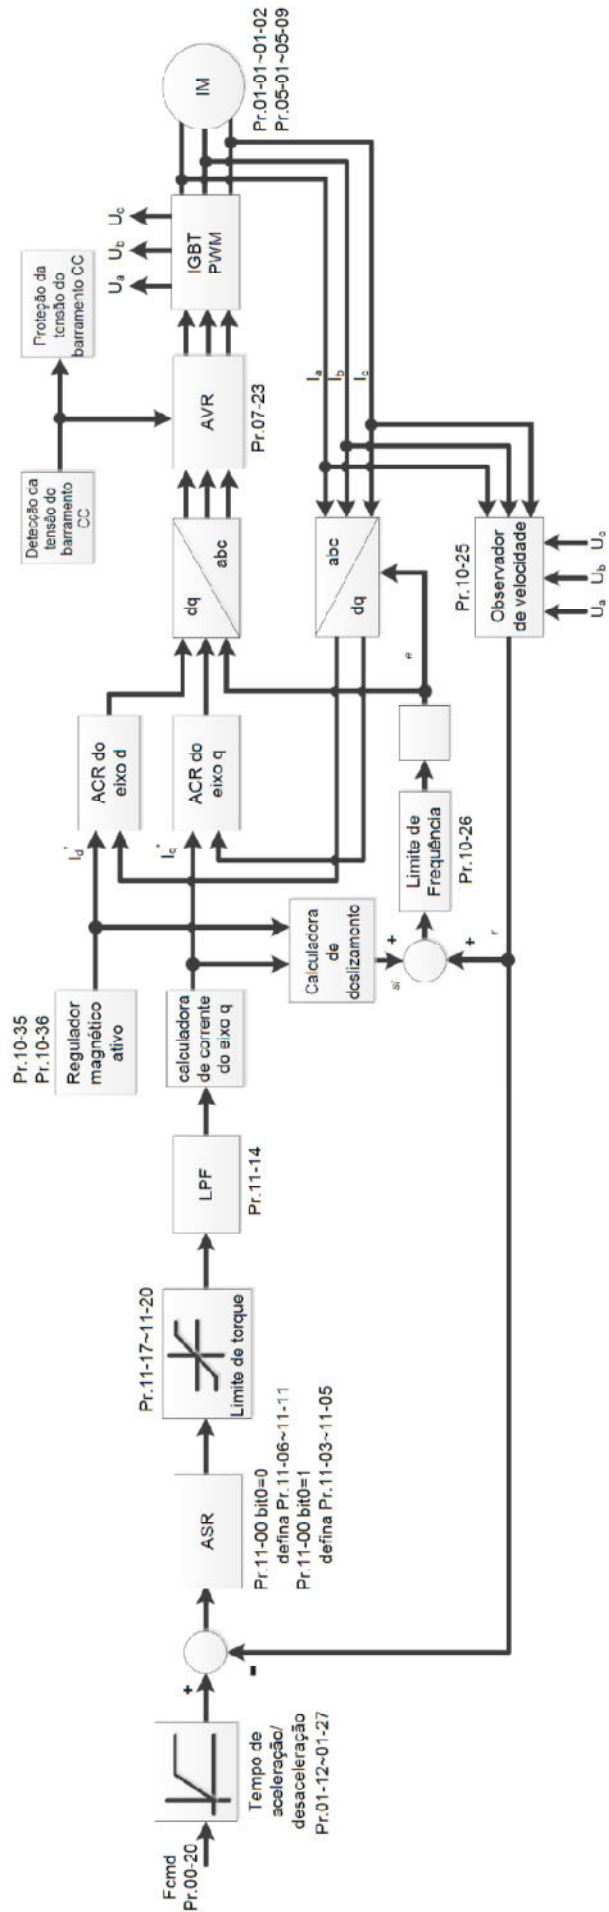 Fcmd
Pr.00-20
Tempo de
aceleração/
desaceleração
Pr.01-12~01-27
+
-
ASR
Pr.11-00 bit0=0
defina Pr.11-06~11-11
Pr.11-00 bit0=1
defina Pr.11-03~11-05
Pr.11-17~11-20
Limite de torque
LPF
Pr.11-14
Pr.10-35
Pr.10-36
Regulador
magnético
ativo
calculadora
de corrente
do eixo q
Id*
Iq*
Calculadora
de
deslizamento
sl
+
+
r
ACR do
eixo d
ACR do
eixo q
Limite de
Frequência
Pr.10-26
e
dq
abc
abc
dq
Detecção da
tensão do
barramento
CC
Proteção da
tensão do
barramento CC
AVR
Pr.07-23
IGBT
PWM
Ua
Ub
Uc
Ia
Ib
Ic
IM
Pr.01-01~01-02
Pr.05-01~05-09
Pr.10-25
Observador
de velocidade
Ua
Ub
Uc